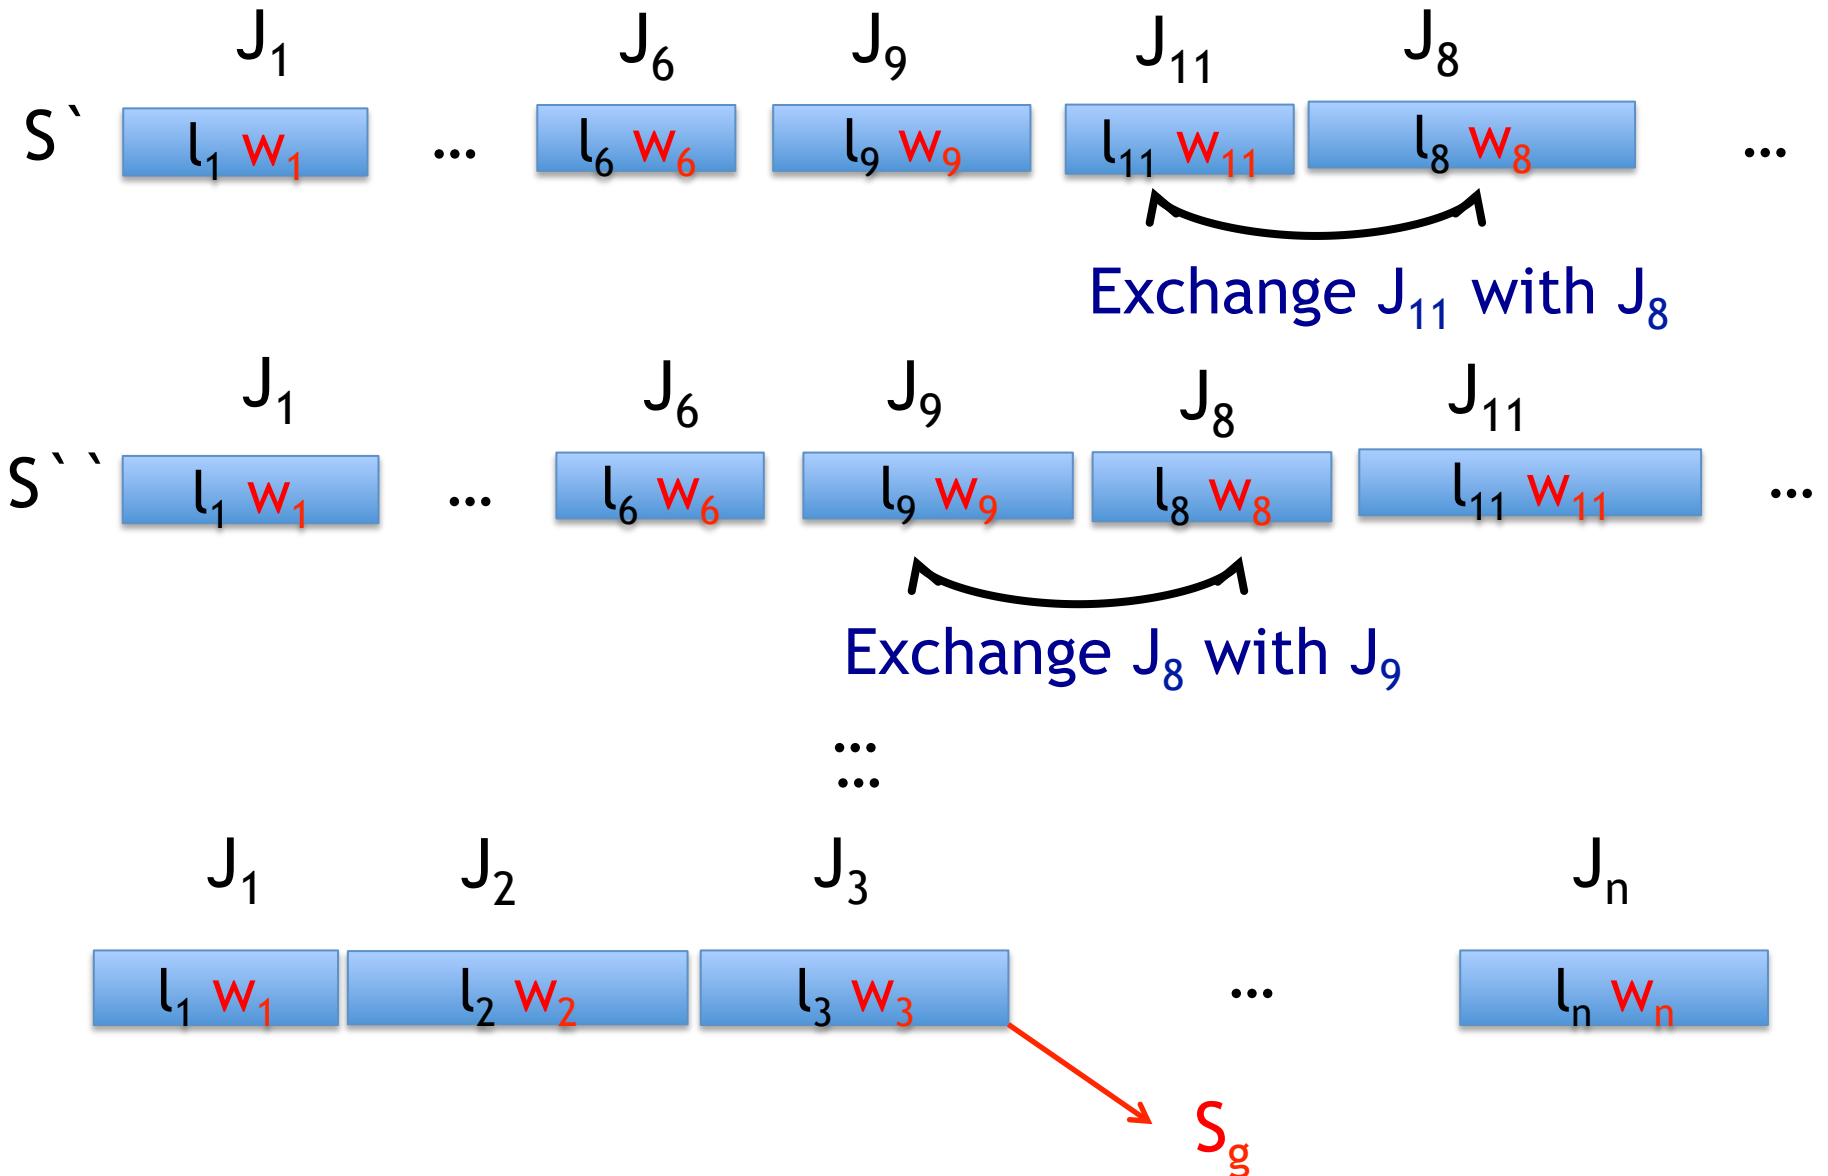 J₁ J₆ J₉ J₁₁ J₈
S` l₁ w₁ ... l₆ w₆ l₉ w₉ l₁₁ w₁₁ l₈ w₈ ...
Exchange J₁₁ with J₈
J₁ J₆ J₉ J₈ J₁₁
S`` l₁ w₁ ... l₆ w₆ l₉ w₉ l₈ w₈ l₁₁ w₁₁ ...
Exchange J₈ with J₉
...
...
J₁ J₂ J₃ Jₙ
l₁ w₁ l₂ w₂ l₃ w₃ ... lₙ wₙ
S_g